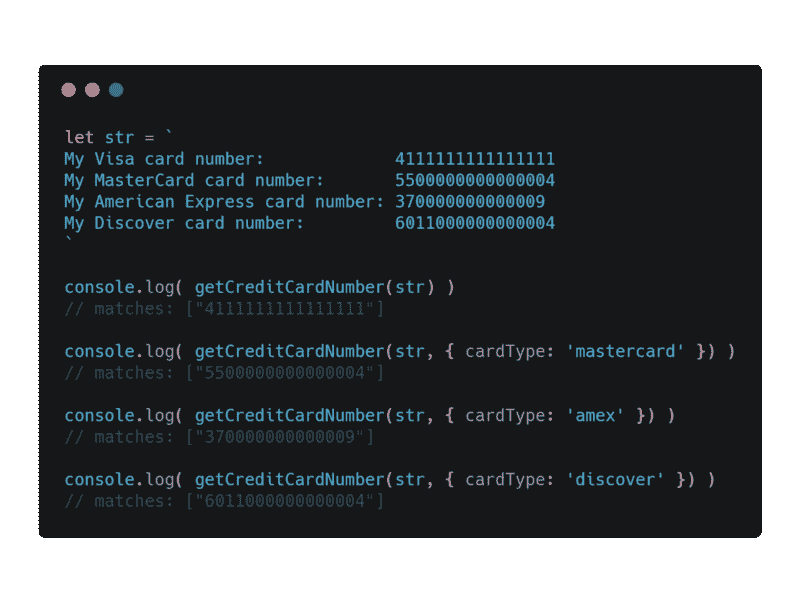 let str = `
My Visa card number:             4111111111111111
My MasterCard card number:       5500000000000004
My American Express card number: 370000000000009
My Discover card number:         6011000000000004
`
console.log( getCreditCardNumber(str) )
// matches: ["4111111111111111"]
console.log( getCreditCardNumber(str, { cardType: 'mastercard' }) )
// matches: ["5500000000000004"]
console.log( getCreditCardNumber(str, { cardType: 'amex' }) )
// matches: ["370000000000009"]
console.log( getCreditCardNumber(str, { cardType: 'discover' }) )
// matches: ["6011000000000004"]